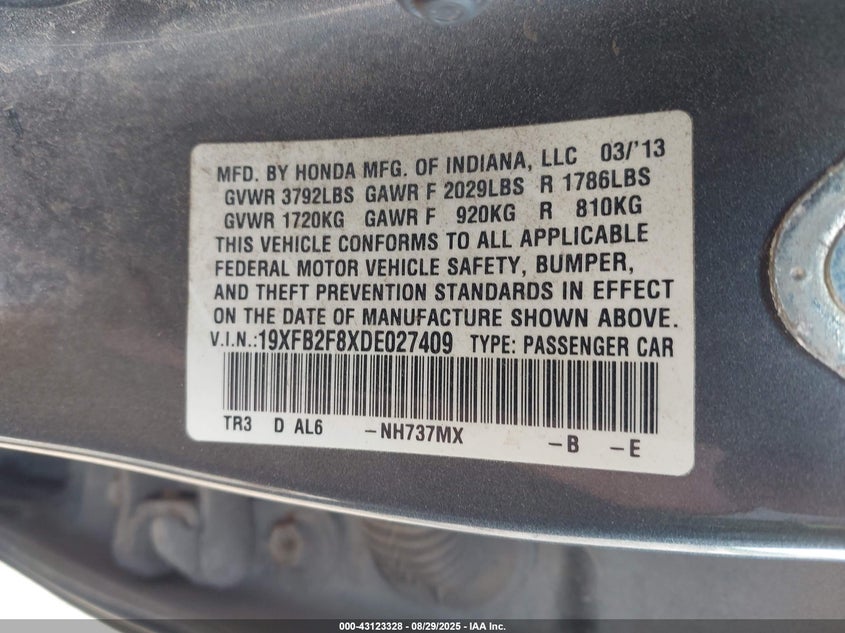 MFD. BY HONDA MFG. OF INDIANA, LLC 03/'13
GVWR 3792LBS GAWR F 2029LBS R 1786LBS
GVWR 1720KG GAWR F 920KG R 810KG
THIS VEHICLE CONFORMS TO ALL APPLICABLE
FEDERAL MOTOR VEHICLE SAFETY, BUMPER,
AND THEFT PREVENTION STANDARDS IN EFFECT
ON THE DATE OF MANUFACTURE SHOWN ABOVE.
V.I.N.:19XFB2F8XDE027409 TYPE: PASSENGER CAR
TR3 D AL6 -NH737MX -B -E
000-43123328 - 08/29/2025 - IAA Inc.